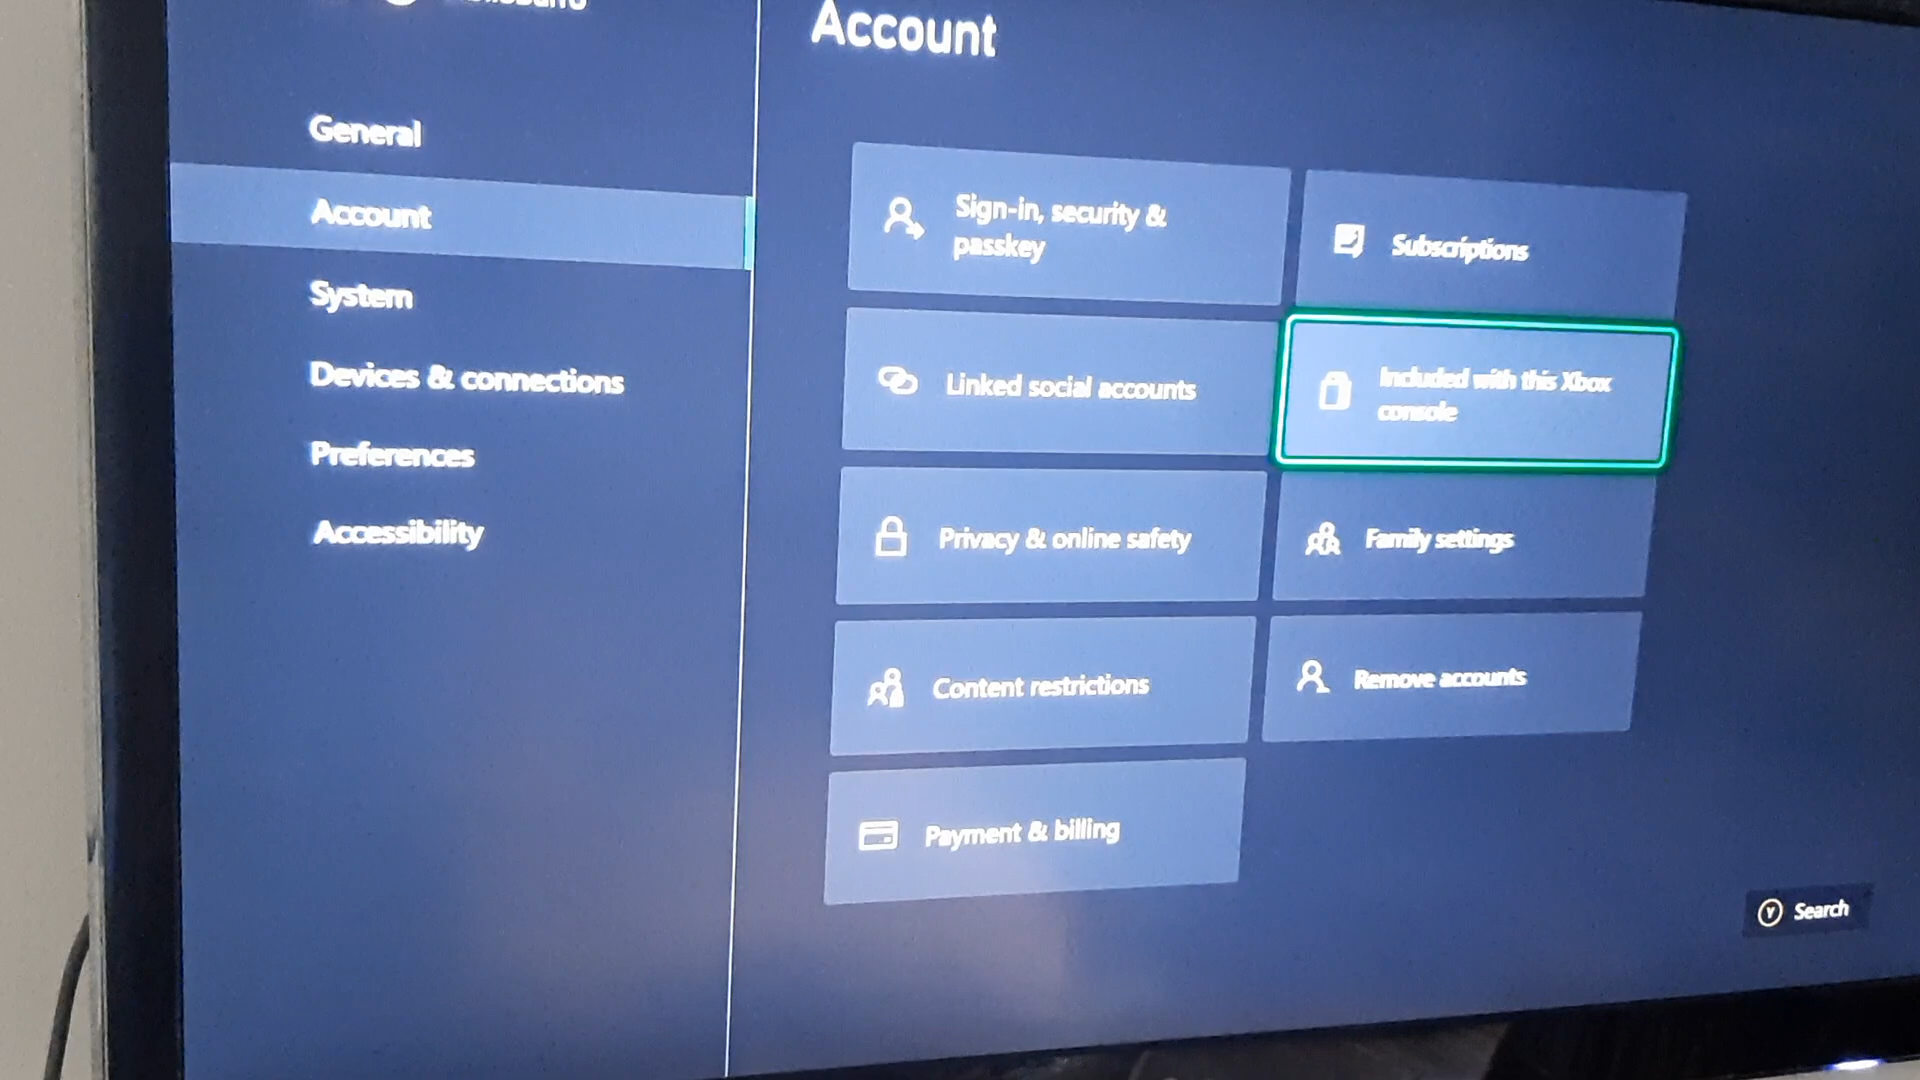 Account
General
Account
System
Devices & connections
Preferences
Accessibility
Sign-in, security &
passkey
Subscriptions
Linked social accounts
Included with this Xbox
console
Privacy & online safety
Family settings
Content restrictions
Remove accounts
Payment & billing
Y Search